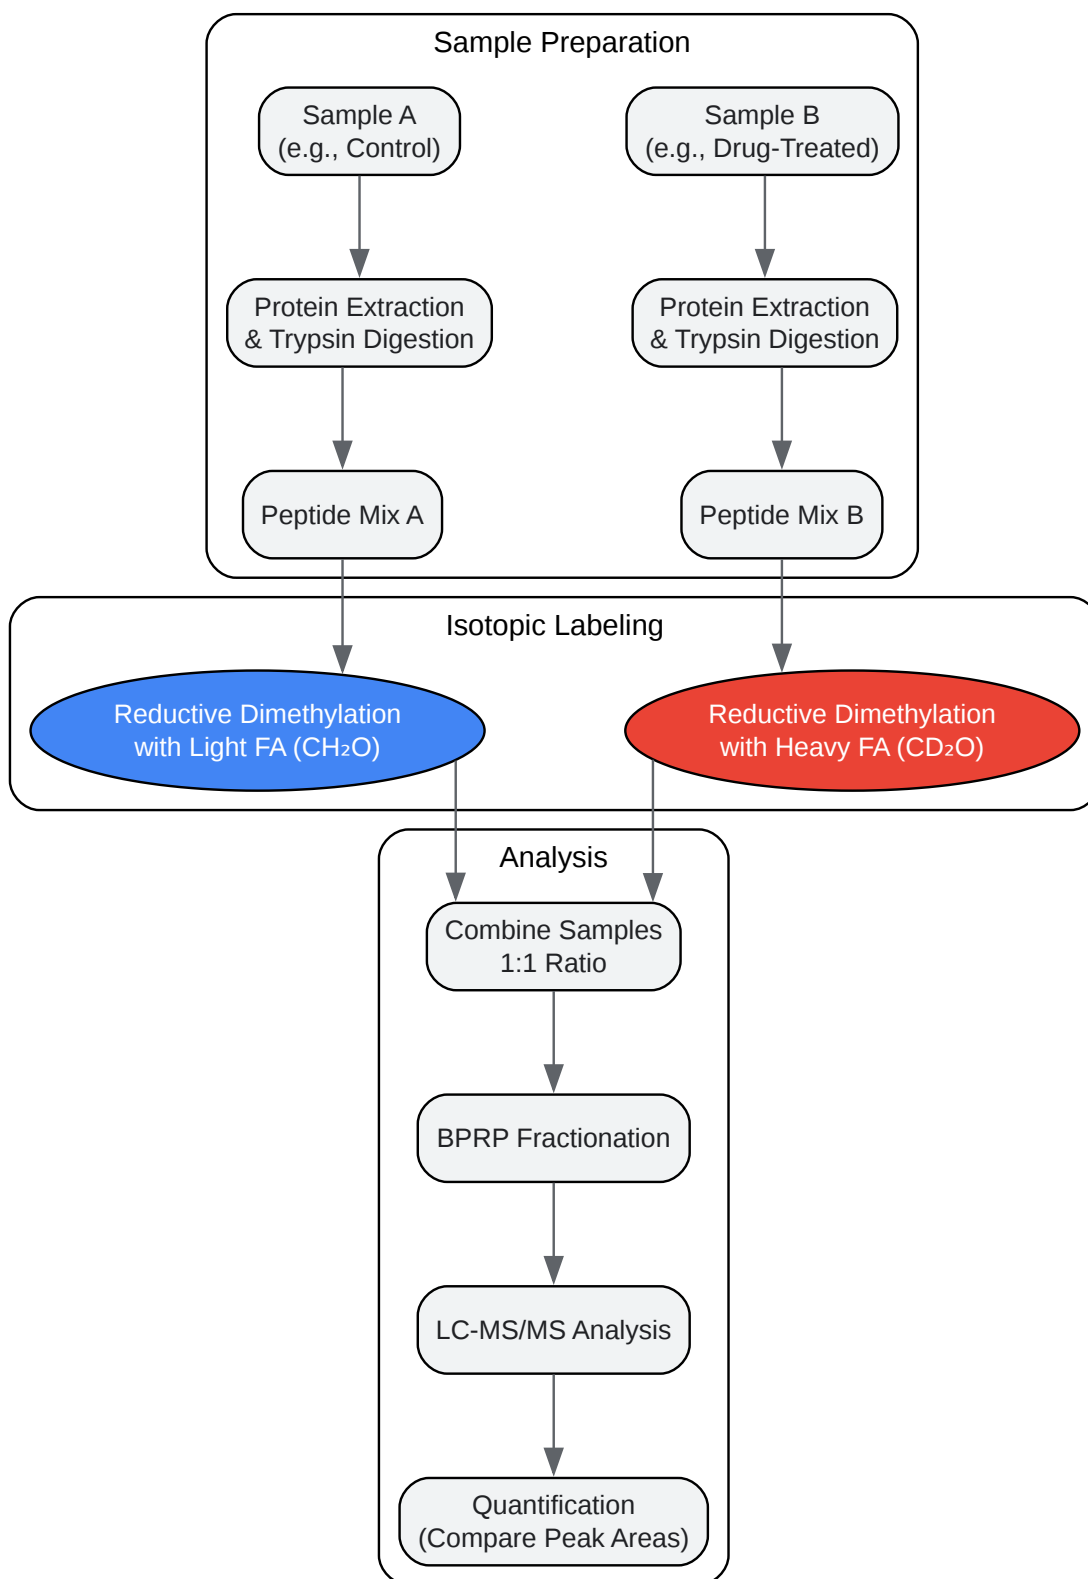 Sample Preparation
Sample A
(e.g., Control)
Sample B
(e.g., Drug-Treated)
Protein Extraction
& Trypsin Digestion
Protein Extraction
& Trypsin Digestion
Peptide Mix A
Peptide Mix B
Isotopic Labeling
Reductive Dimethylation
with Light FA (CH₂O)
Reductive Dimethylation
with Heavy FA (CD₂O)
Analysis
Combine Samples
1:1 Ratio
BPRP Fractionation
LC-MS/MS Analysis
Quantification
(Compare Peak Areas)